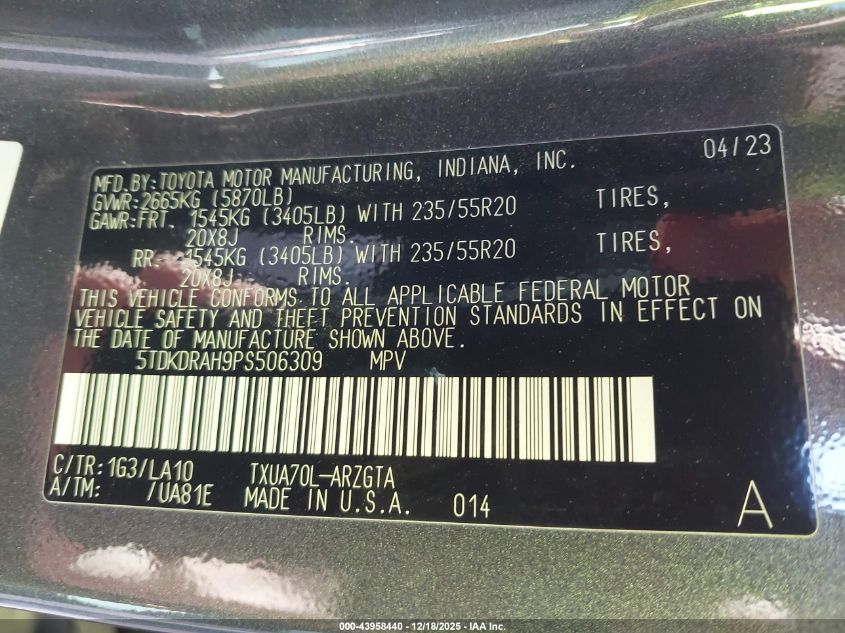 04/23
MFD.BY:TOYOTA MOTOR MANUFACTURING, INDIANA, INC.
GVWR:2665KG (5870LB)
GAWR:FRT. 1545KG (3405LB) WITH 235/55R20 TIRES,
20X8J RIMS.
RR. 1545KG (3405LB) WITH 235/55R20 TIRES,
20X8J RIMS.
THIS VEHICLE CONFORMS TO ALL APPLICABLE FEDERAL MOTOR
VEHICLE SAFETY AND THEFT PREVENTION STANDARDS IN EFFECT ON
THE DATE OF MANUFACTURE SHOWN ABOVE.
5TDKDRAH9PS506309 MPV
C/TR:1G3/LA10 TXUA70L-ARZGTA
A/TM: /UA81E MADE IN U.S.A. 014 A
000-43958440 - 12/18/2025 - IAA Inc.